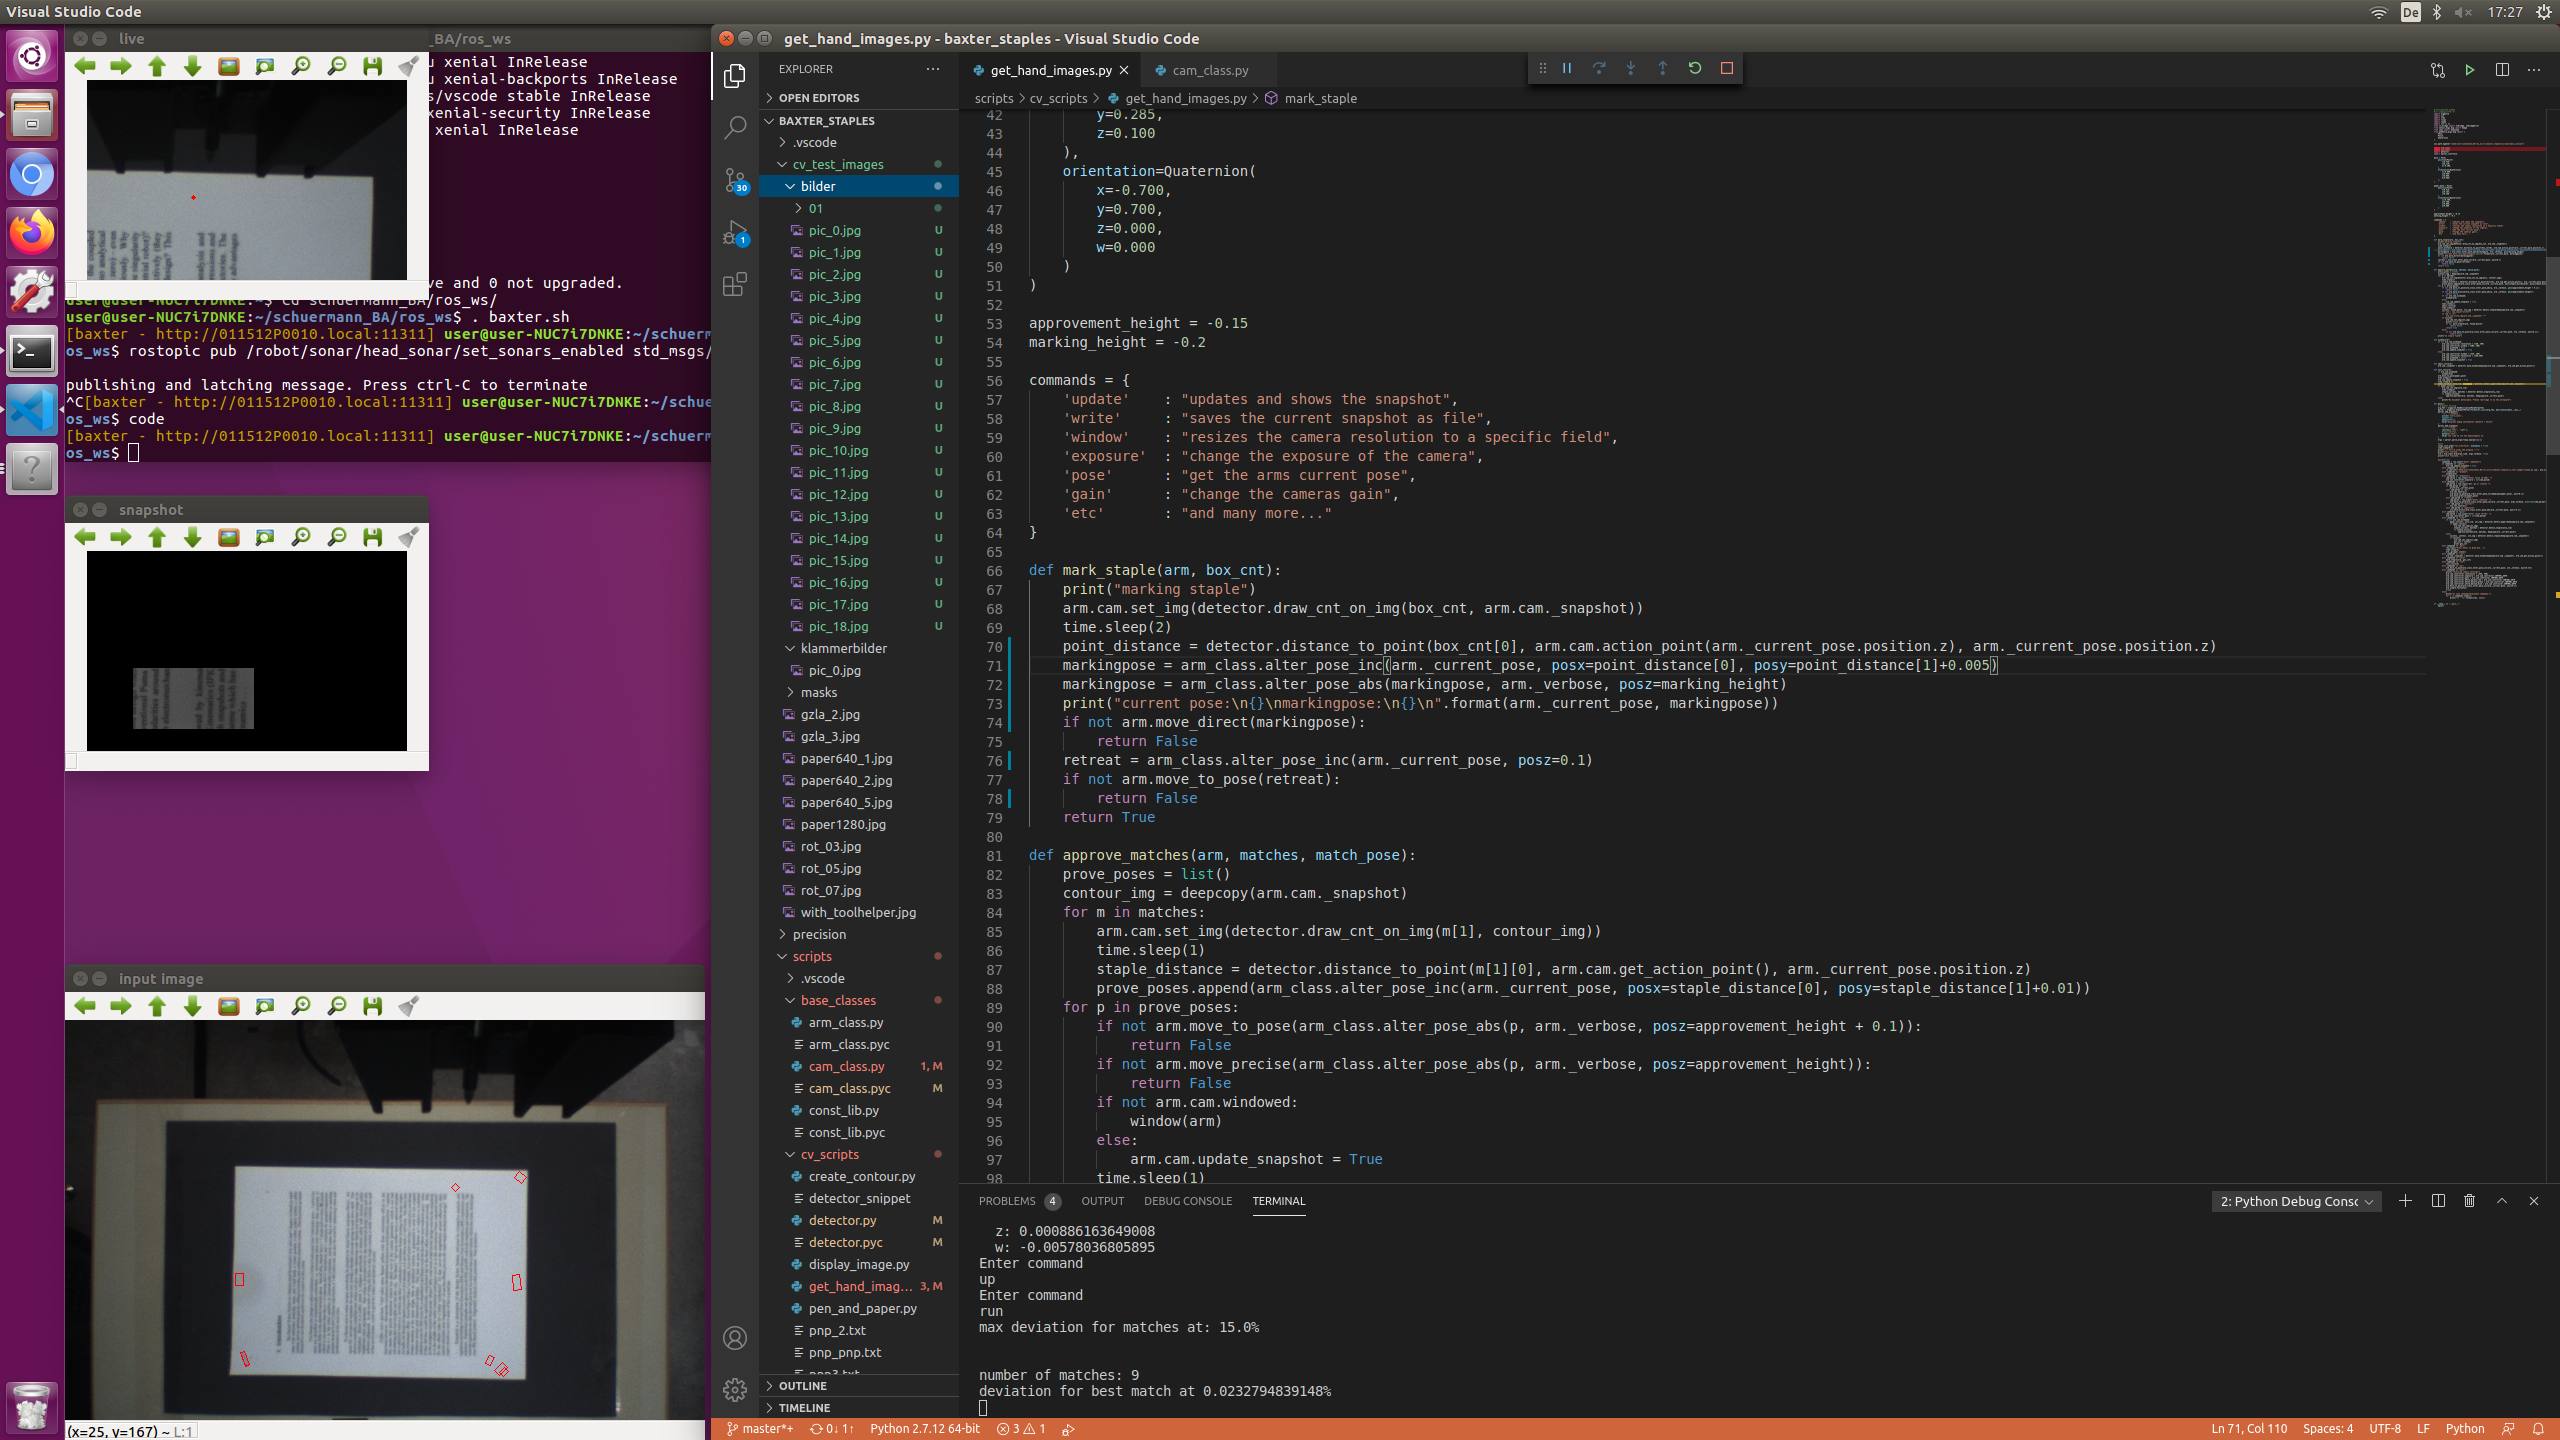 Visual Studio Code
De
17:27
live
_BA/ros_ws
u xenial InRelease
u xenial-backports InRelease
s/vscode stable InRelease
xenial-security InRelease
xenial InRelease
ve and 0 not upgraded.
user@user-NUC7i7DNKE:~$ cd schuermann_BA/ros_ws/
user@user-NUC7i7DNKE:~/schuermann_BA/ros_ws$ . baxter.sh
[baxter - http://011512P0010.local:11311] user@user-NUC7i7DNKE:~/schuerm
os_ws$ rostopic pub /robot/sonar/head_sonar/set_sonars_enabled std_msgs/
publishing and latching message. Press ctrl-C to terminate
^C[baxter - http://011512P0010.local:11311] user@user-NUC7i7DNKE:~/schue
os_ws$ code
[baxter - http://011512P0010.local:11311] user@user-NUC7i7DNKE:~/schuerm
os_ws$
snapshot
input image
(x=25, y=167) ~ L:1
get_hand_images.py - baxter_staples - Visual Studio Code
EXPLORER
OPEN EDITORS
BAXTER_STAPLES
.vscode
cv_test_images
bilder
01
pic_0.jpg U
pic_1.jpg U
pic_2.jpg U
pic_3.jpg U
pic_4.jpg U
pic_5.jpg U
pic_6.jpg U
pic_7.jpg U
pic_8.jpg U
pic_9.jpg U
pic_10.jpg U
pic_11.jpg U
pic_12.jpg U
pic_13.jpg U
pic_14.jpg U
pic_15.jpg U
pic_16.jpg U
pic_17.jpg U
pic_18.jpg U
klammerbilder
pic_0.jpg
masks
gzla_2.jpg
gzla_3.jpg
paper640_1.jpg
paper640_2.jpg
paper640_5.jpg
paper1280.jpg
rot_03.jpg
rot_05.jpg
rot_07.jpg
with_toolhelper.jpg
precision
scripts
.vscode
base_classes
arm_class.py
arm_class.pyc
cam_class.py 1, M
cam_class.pyc M
const_lib.py
const_lib.pyc
cv_scripts
create_contour.py
detector_snippet
detector.py M
detector.pyc M
display_image.py
get_hand_imag... 3, M
pen_and_paper.py
pnp_2.txt
pnp_pnp.txt
pnp3.txt
OUTLINE
TIMELINE
30
1
get_hand_images.py
cam_class.py
scripts > cv_scripts > get_hand_images.py > mark_staple
42 y=0.285,
43 z=0.100
44 ),
45 orientation=Quaternion(
46 x=-0.700,
47 y=0.700,
48 z=0.000,
49 w=0.000
50 )
51 )
52
53 approvement_height = -0.15
54 marking_height = -0.2
55
56 commands = {
57 'update' : "updates and shows the snapshot",
58 'write' : "saves the current snapshot as file",
59 'window' : "resizes the camera resolution to a specific field",
60 'exposure' : "change the exposure of the camera",
61 'pose' : "get the arms current pose",
62 'gain' : "change the cameras gain",
63 'etc' : "and many more..."
64 }
65
66 def mark_staple(arm, box_cnt):
67 print("marking staple")
68 arm.cam.set_img(detector.draw_cnt_on_img(box_cnt, arm.cam._snapshot))
69 time.sleep(2)
70 point_distance = detector.distance_to_point(box_cnt[0], arm.cam.action_point(arm._current_pose.position.z), arm._current_pose.position.z)
71 markingpose = arm_class.alter_pose_inc(arm._current_pose, posx=point_distance[0], posy=point_distance[1]+0.005)
72 markingpose = arm_class.alter_pose_abs(markingpose, arm._verbose, posz=marking_height)
73 print("current pose:\n{}\nmarkingpose:\n{}\n".format(arm._current_pose, markingpose))
74 if not arm.move_direct(markingpose):
75 return False
76 retreat = arm_class.alter_pose_inc(arm._current_pose, posz=0.1)
77 if not arm.move_to_pose(retreat):
78 return False
79 return True
80
81 def approve_matches(arm, matches, match_pose):
82 prove_poses = list()
83 contour_img = deepcopy(arm.cam._snapshot)
84 for m in matches:
85 arm.cam.set_img(detector.draw_cnt_on_img(m[1], contour_img))
86 time.sleep(1)
87 staple_distance = detector.distance_to_point(m[1][0], arm.cam.get_action_point(), arm._current_pose.position.z)
88 prove_poses.append(arm_class.alter_pose_inc(arm._current_pose, posx=staple_distance[0], posy=staple_distance[1]+0.01))
89 for p in prove_poses:
90 if not arm.move_to_pose(arm_class.alter_pose_abs(p, arm._verbose, posz=approvement_height + 0.1)):
91 return False
92 if not arm.move_precise(arm_class.alter_pose_abs(p, arm._verbose, posz=approvement_height)):
93 return False
94 if not arm.cam.windowed:
95 window(arm)
96 else:
97 arm.cam.update_snapshot = True
98 time.sleep(1)
PROBLEMS 4 OUTPUT DEBUG CONSOLE TERMINAL
2: Python Debug Consc
z: 0.000886163649008
w: -0.00578036805895
Enter command
up
Enter command
run
max deviation for matches at: 15.0%
number of matches: 9
deviation for best match at 0.0232794839148%
master*+ 0↓ 1↑ Python 2.7.12 64-bit 3 1
Ln 71, Col 110 Spaces: 4 UTF-8 LF Python